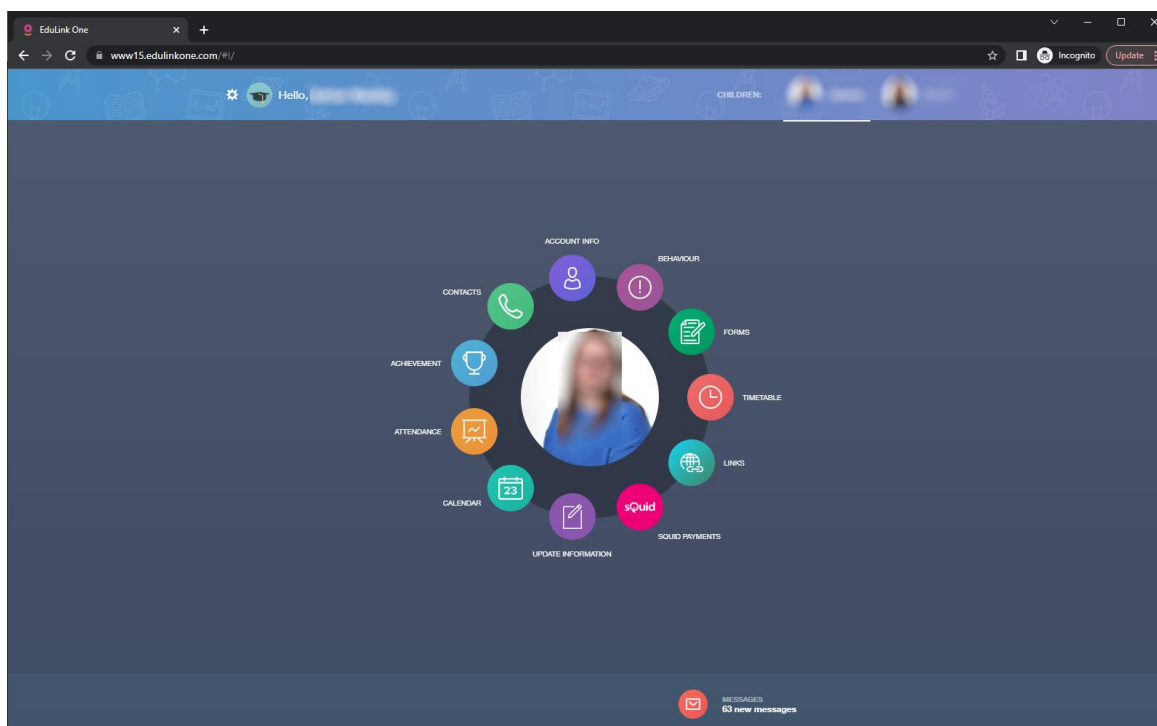 EduLink One
www15.edulinkone.com/#!/
Incognito
Update
Hello,
CHILDREN:
ACCOUNT INFO
BEHAVIOUR
CONTACTS
FORMS
ACHIEVEMENT
TIMETABLE
ATTENDANCE
LINKS
CALENDAR
23
sQuid
SQUID PAYMENTS
UPDATE INFORMATION
MESSAGES
63 new messages